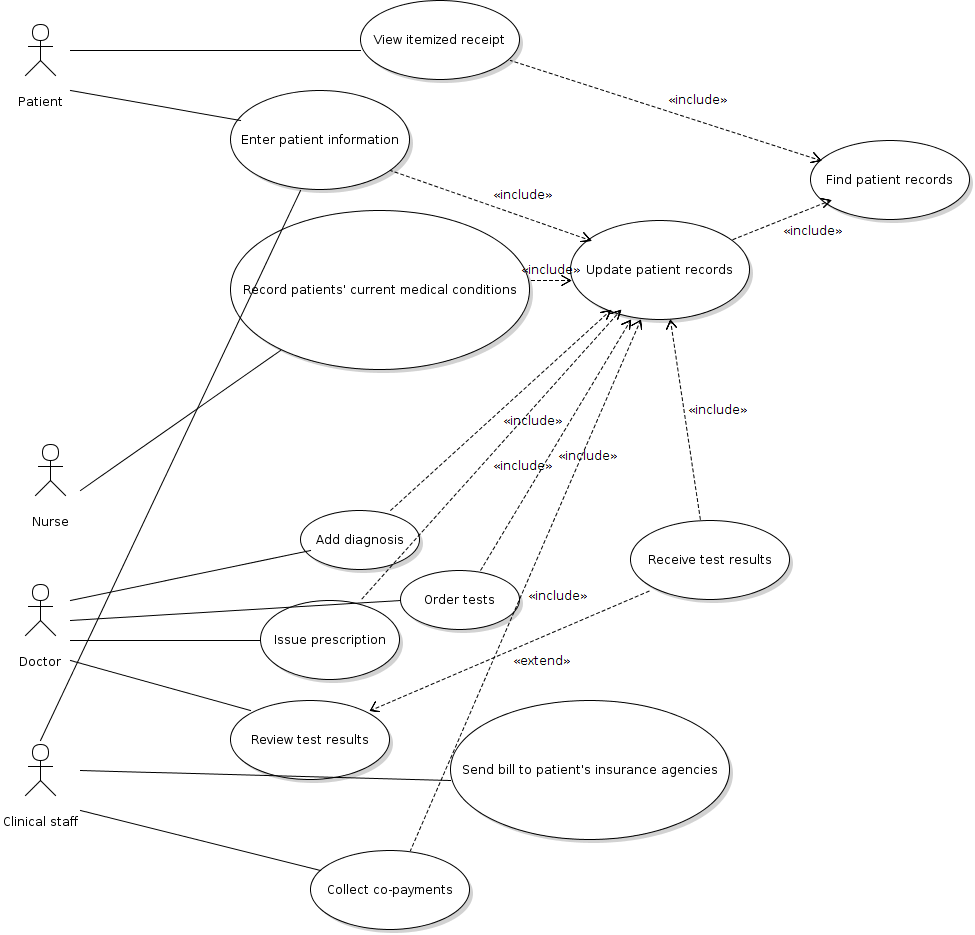 View itemized receipt
Patient
«include»
Enter patient information
Find patient records
«include»
«include»
«include»
Update patient records
Record patients' current medical conditions
«include»
«include»
«include»
«include»
Nurse
Add diagnosis
Receive test results
«include»
Order tests
Issue prescription
Doctor
«extend»
Review test results
Send bill to patient's insurance agencies
Clinical staff
Collect co-payments